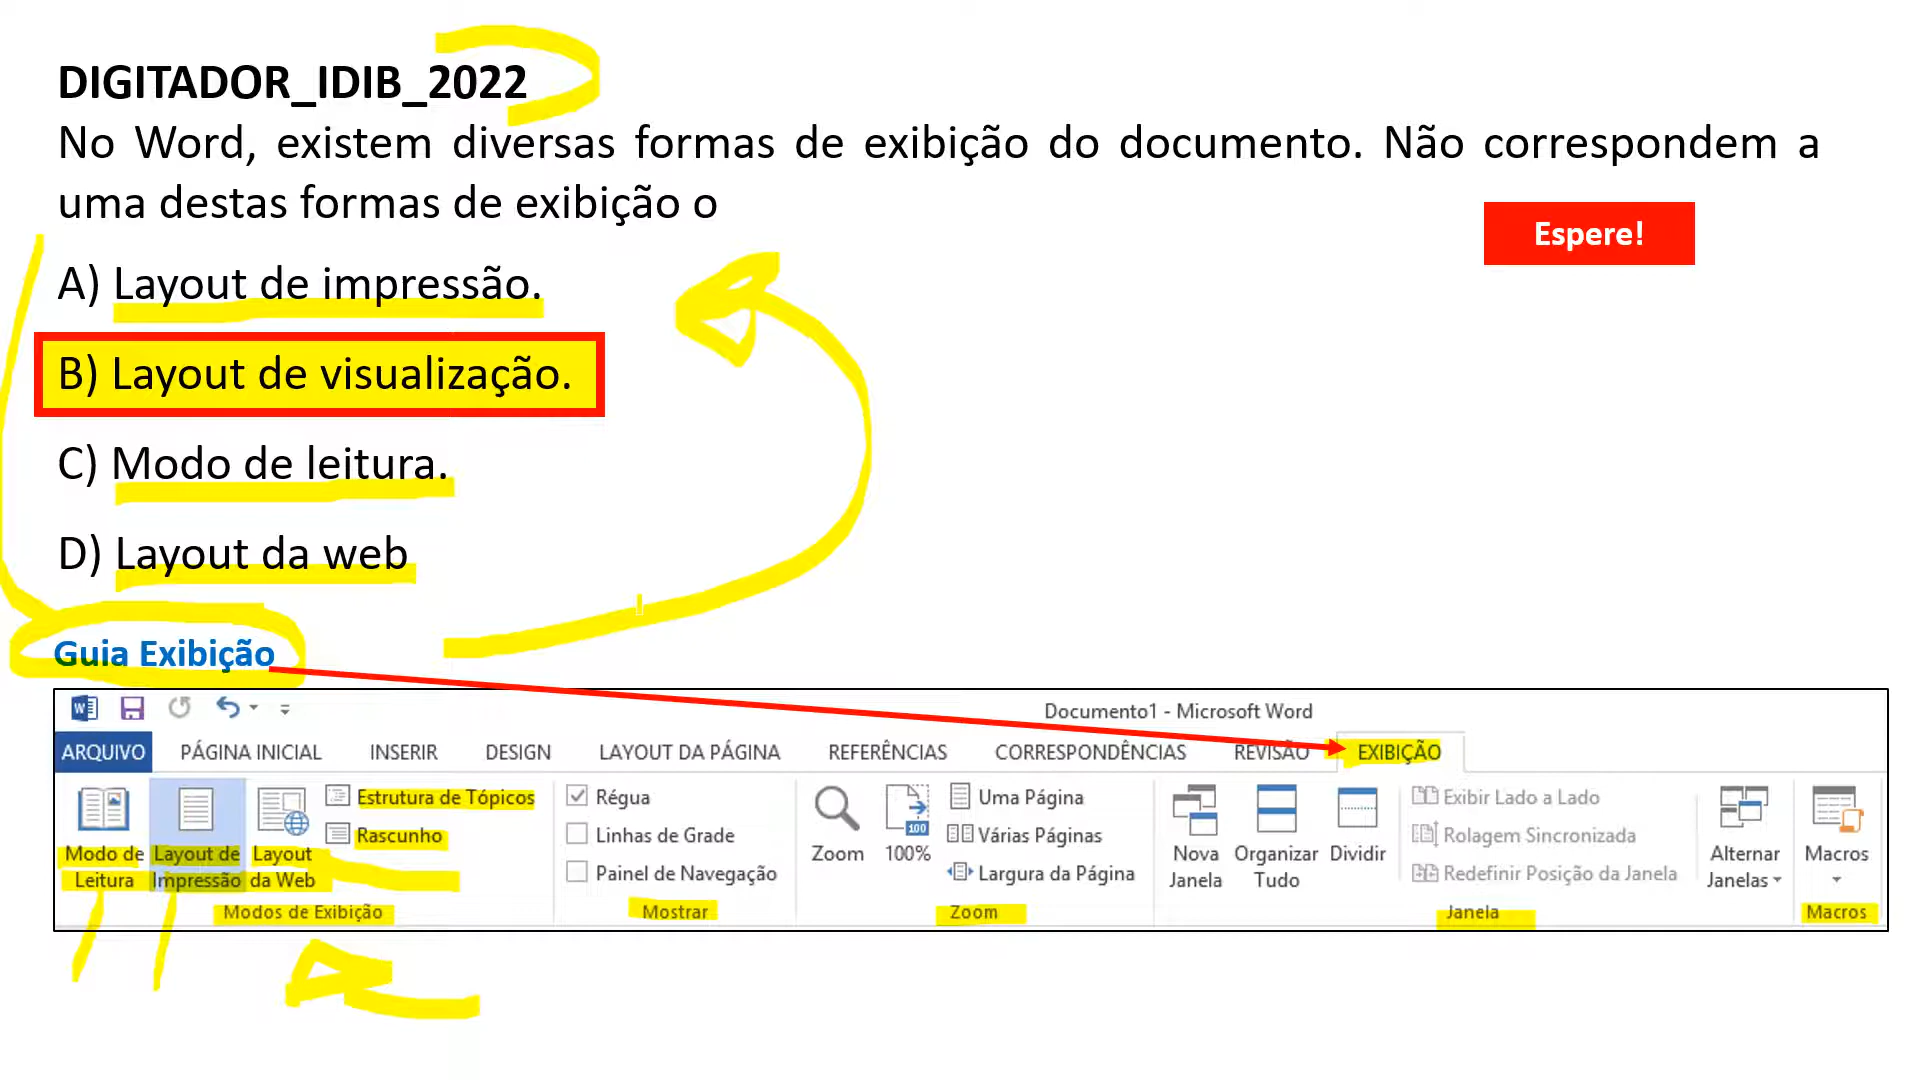 DIGITADOR_IDIB_2022
No Word, existem diversas formas de exibição do documento. Não correspondem a
uma destas formas de exibição o
Espere!
A) Layout de impressão.
B) Layout de visualização.
C) Modo de leitura.
D) Layout da web
Guia Exibição
Documento1 - Microsoft Word
ARQUIVO PÁGINA INICIAL INSERIR DESIGN LAYOUT DA PÁGINA REFERÊNCIAS CORRESPONDÊNCIAS REVISÃO EXIBIÇÃO
Modo de Leitura
Layout de Impressão
Layout da Web
Estrutura de Tópicos
Rascunho
Modos de Exibição
Régua
Linhas de Grade
Painel de Navegação
Mostrar
Zoom
100
100%
Uma Página
Várias Páginas
Largura da Página
Zoom
Nova Janela
Organizar Tudo
Dividir
Exibir Lado a Lado
Rolagem Sincronizada
Redefinir Posição da Janela
Alternar Janelas
Janela
Macros
Macros